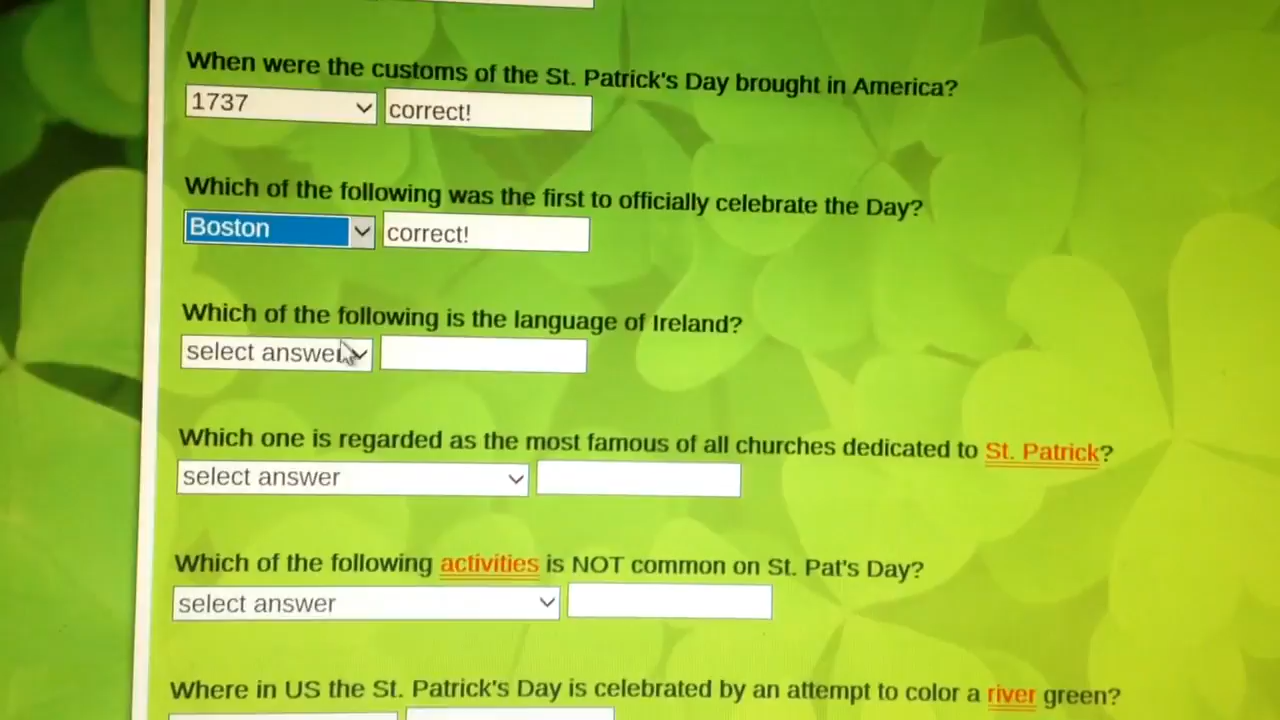 When were the customs of the St. Patrick's Day brought in America?
1737 correct!
Which of the following was the first to officially celebrate the Day?
Boston correct!
Which of the following is the language of Ireland?
select answer
Which one is regarded as the most famous of all churches dedicated to St. Patrick?
select answer
Which of the following activities is NOT common on St. Pat's Day?
select answer
Where in US the St. Patrick's Day is celebrated by an attempt to color a river green?